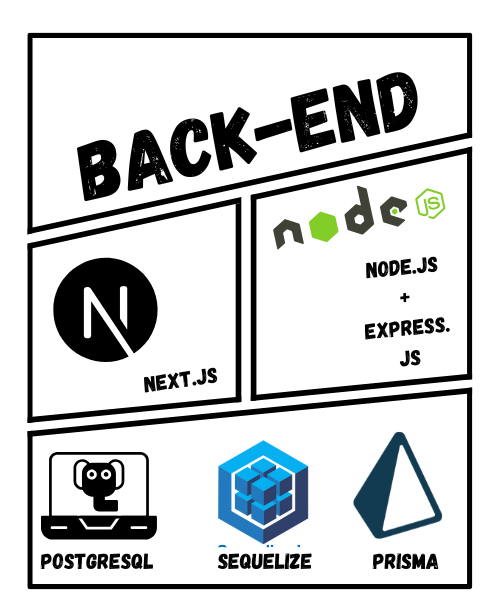 BACK-END
node
JS
NODE.JS
+
EXPRESS.
JS
N
NEXT.JS
POSTGRESQL
SEQUELIZE
PRISMA